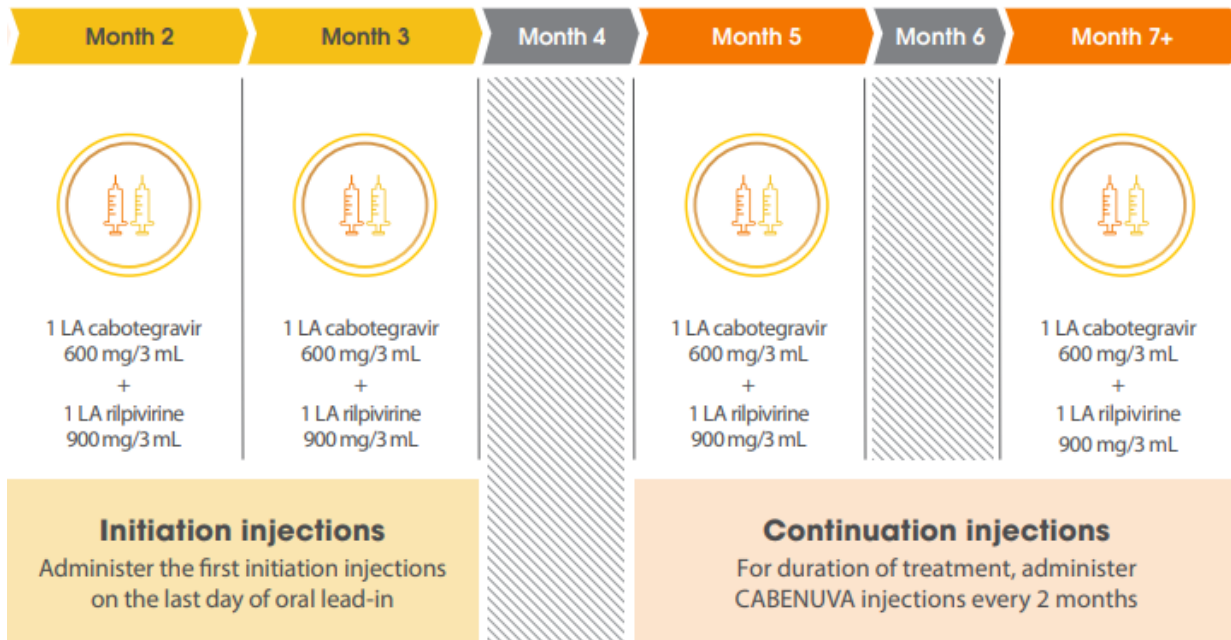 Month 2
Month 3
Month 4
Month 5
Month 6
Month 7+
1 LA cabotegravir
600 mg/3 mL
+
1 LA rilpivirine
900 mg/3 mL
1 LA cabotegravir
600 mg/3 mL
+
1 LA rilpivirine
900 mg/3 mL
1 LA cabotegravir
600 mg/3 mL
+
1 LA rilpivirine
900 mg/3 mL
1 LA cabotegravir
600 mg/3 mL
+
1 LA rilpivirine
900 mg/3 mL
Initiation injections
Administer the first initiation injections
on the last day of oral lead-in
Continuation injections
For duration of treatment, administer
CABENUVA injections every 2 months